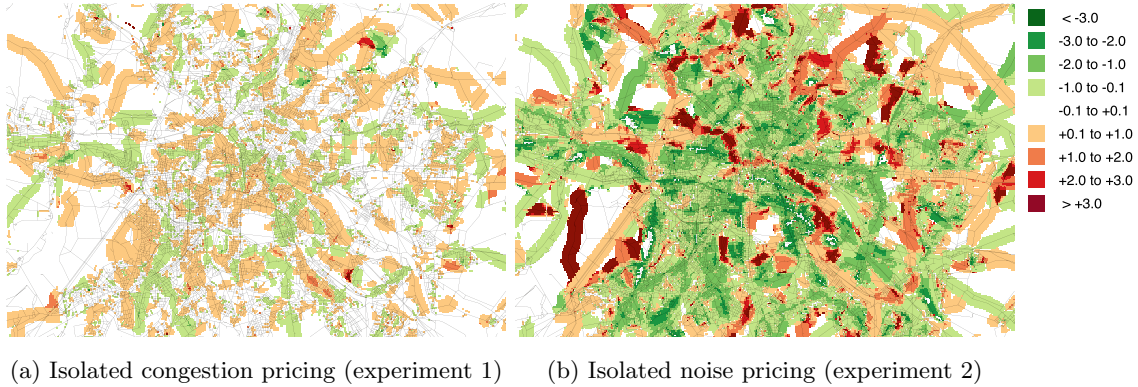 < -3.0
-3.0 to -2.0
-2.0 to -1.0
-1.0 to -0.1
-0.1 to +0.1
+0.1 to +1.0
+1.0 to +2.0
+2.0 to +3.0
> +3.0
(a) Isolated congestion pricing (experiment 1)
(b) Isolated noise pricing (experiment 2)